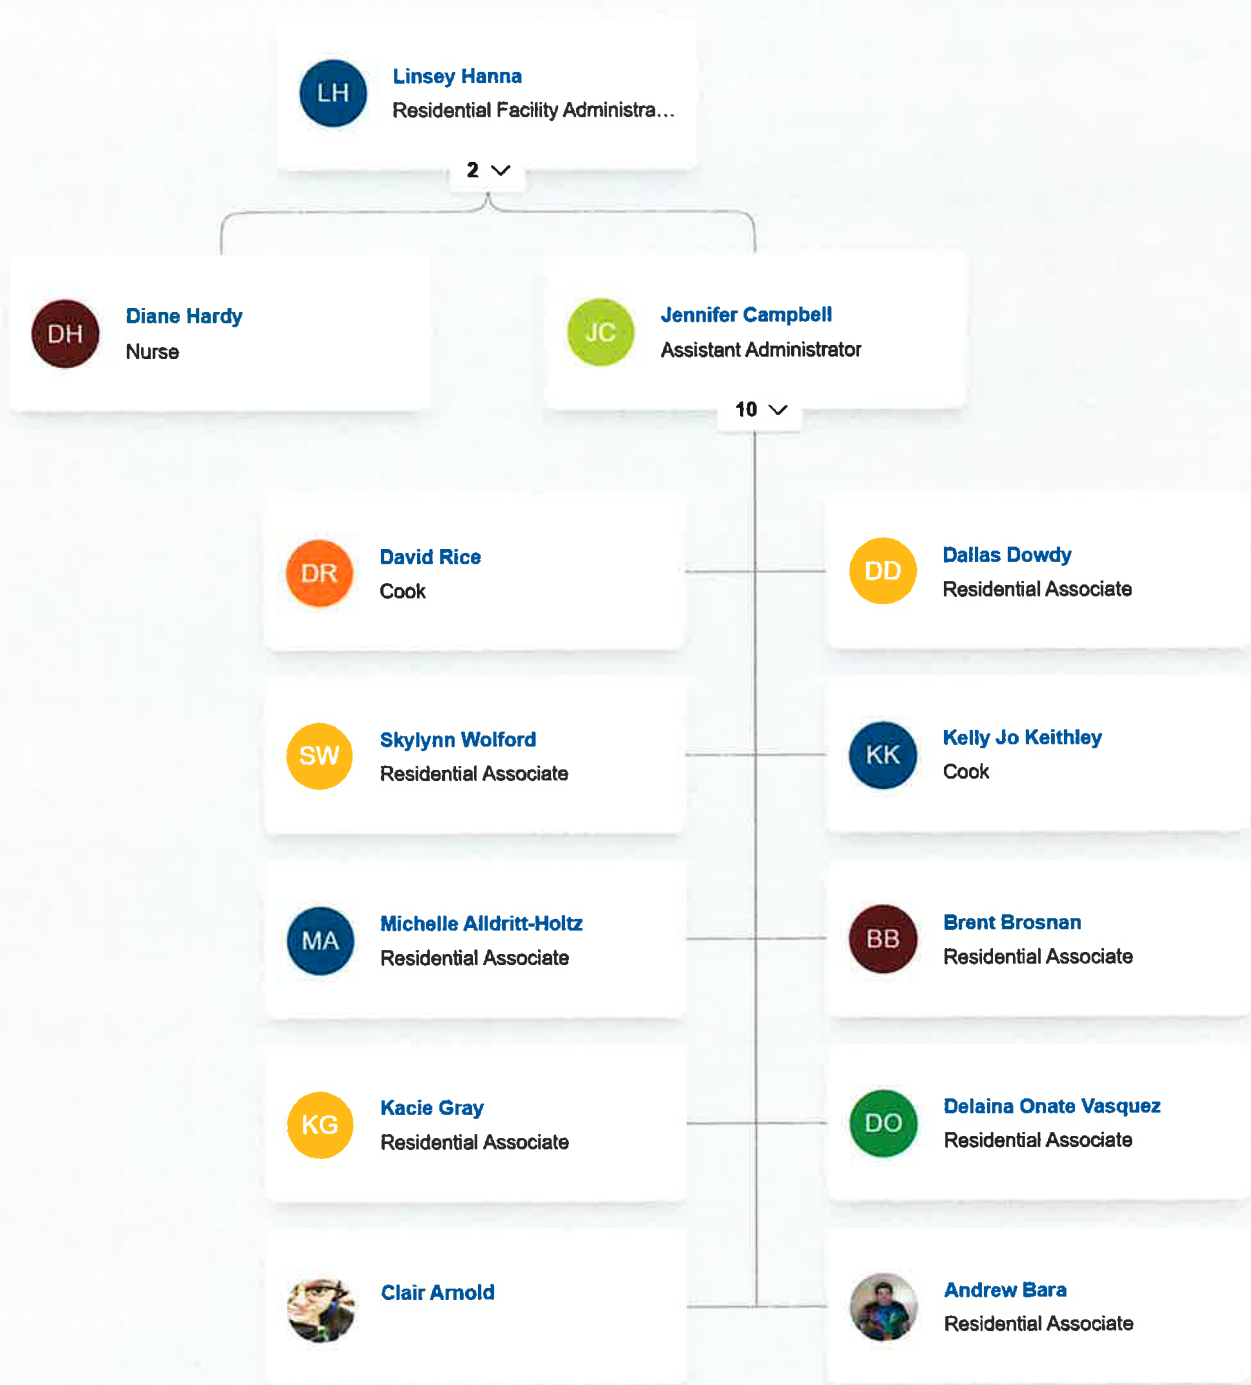 LH
Linsey Hanna
Residential Facility Administra...
2
DH
Diane Hardy
Nurse
JC
Jennifer Campbell
Assistant Administrator
10
DR
David Rice
Cook
DD
Dallas Dowdy
Residential Associate
SW
Skylynn Wolford
Residential Associate
KK
Kelly Jo Keithley
Cook
MA
Michelle Alldritt-Holtz
Residential Associate
BB
Brent Brosnan
Residential Associate
KG
Kacie Gray
Residential Associate
DO
Delaina Onate Vasquez
Residential Associate
Clair Arnold
Andrew Bara
Residential Associate